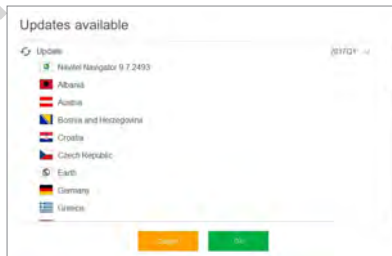 Updates available
Update 2017Q1
Navitel Navigator 9.7.2493
Albania
Austria
Bosnia and Herzegovina
Croatia
Czech Republic
Earth
Germany
Greece
Cancel Ok